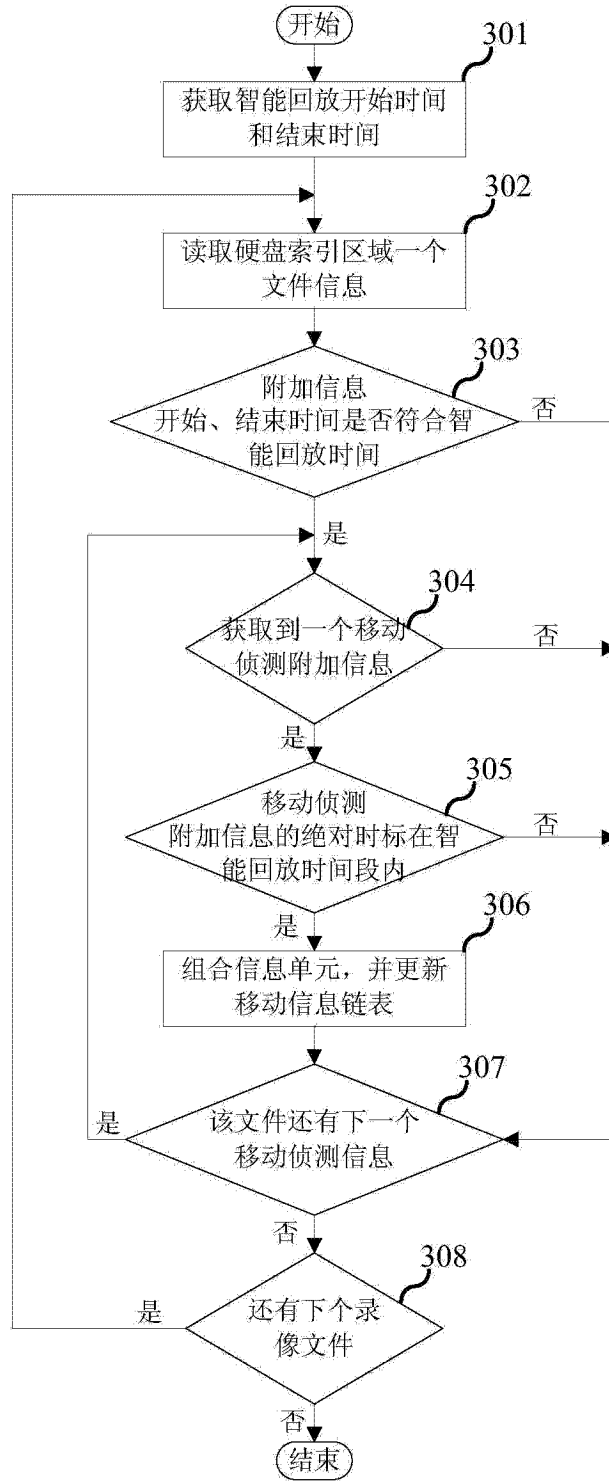 开始
301
获取智能回放开始时间
和结束时间
302
读取硬盘索引区域一个
文件信息
303
附加信息
开始、结束时间是否符合智
能回放时间
否
是
304
获取到一个移动
侦测附加信息
否
是
305
移动侦测
附加信息的绝对时标在智
能回放时间段内
否
是
306
组合信息单元，并更新
移动信息链表
307
该文件还有下一个
移动侦测信息
是
否
308
还有下个录
像文件
是
否
结束